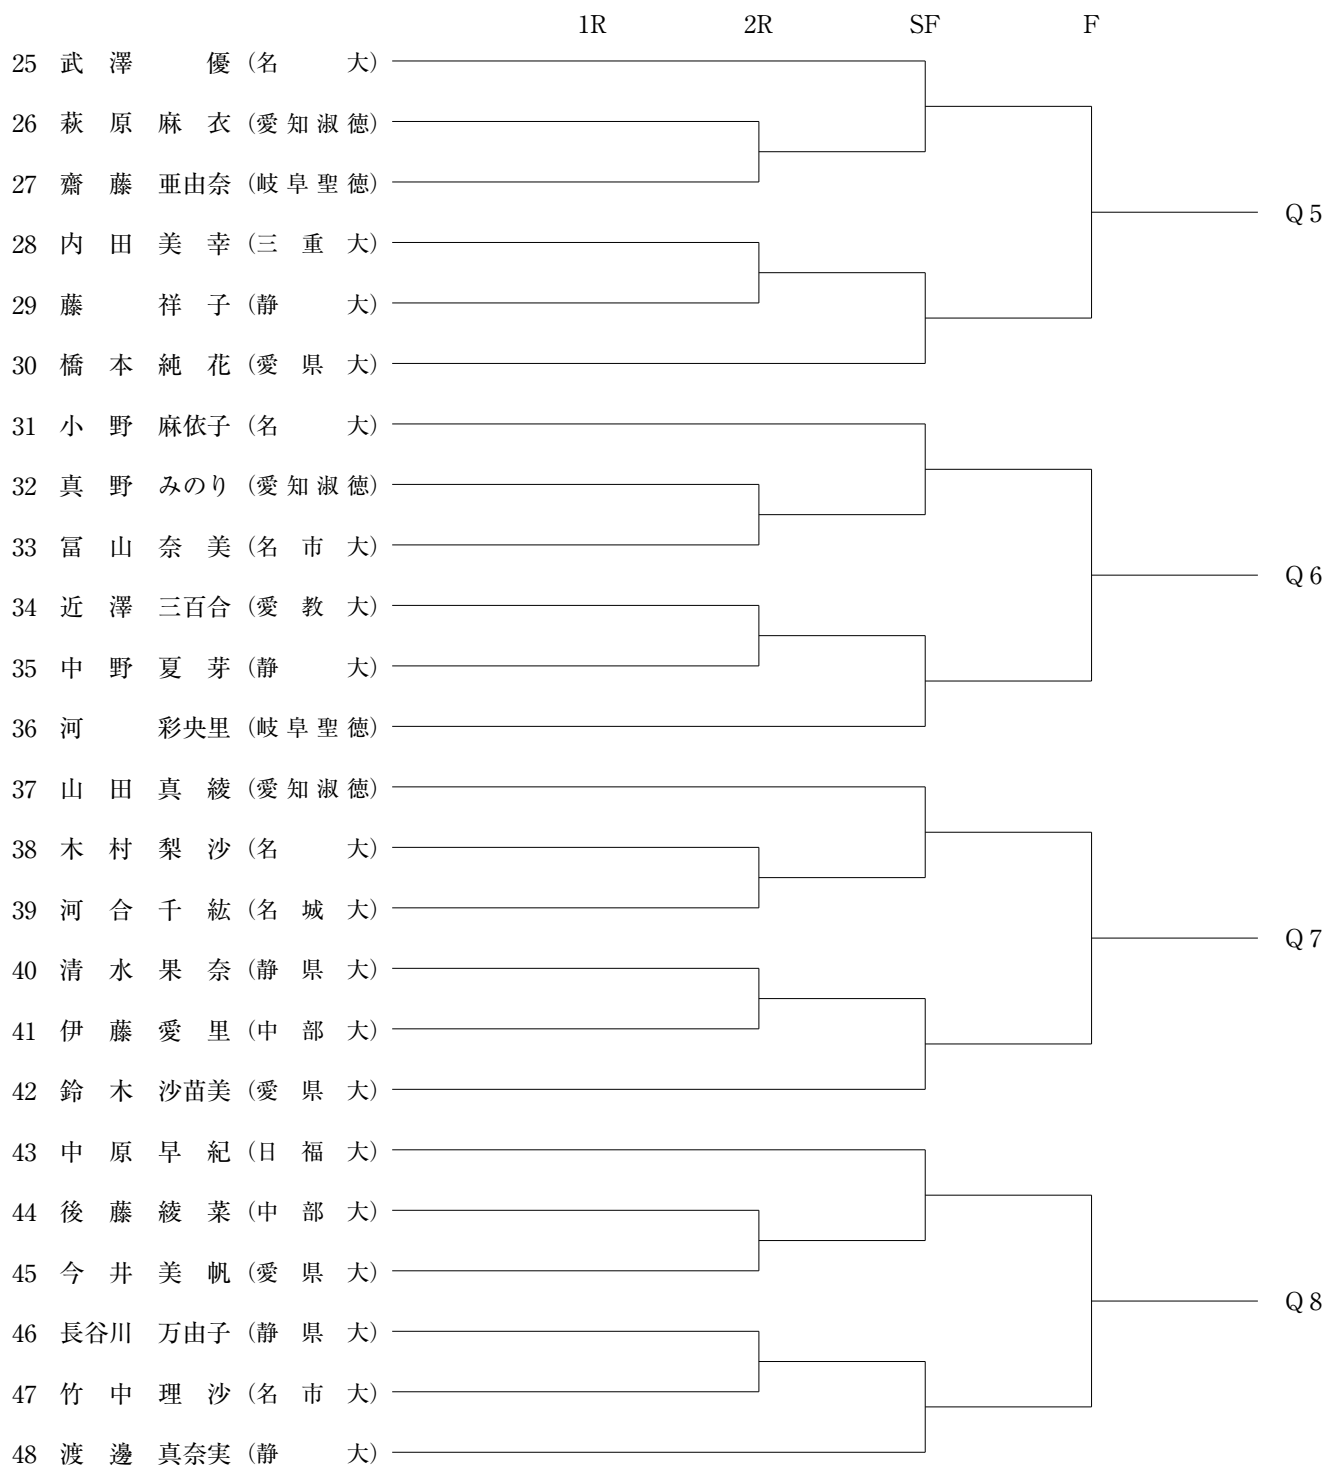 1R 2R SF F
25 武澤 優 (名大)
26 萩原麻衣 (愛知淑徳)
27 齋藤亜由奈 (岐阜聖徳)
Q5
28 内田美幸 (三重大)
29 藤 祥子 (静大)
30 橋本純花 (愛県大)
31 小野麻依子 (名大)
32 真野みのり (愛知淑徳)
33 冨山奈美 (名市大)
Q6
34 近澤三百合 (愛教大)
35 中野夏芽 (静大)
36 河 彩央里 (岐阜聖徳)
37 山田真綾 (愛知淑徳)
38 木村梨沙 (名大)
39 河合千紘 (名城大)
Q7
40 清水果奈 (静県大)
41 伊藤愛里 (中部大)
42 鈴木沙苗美 (愛県大)
43 中原早紀 (日福大)
44 後藤綾菜 (中部大)
45 今井美帆 (愛県大)
Q8
46 長谷川万由子 (静県大)
47 竹中理沙 (名市大)
48 渡邊真奈実 (静大)